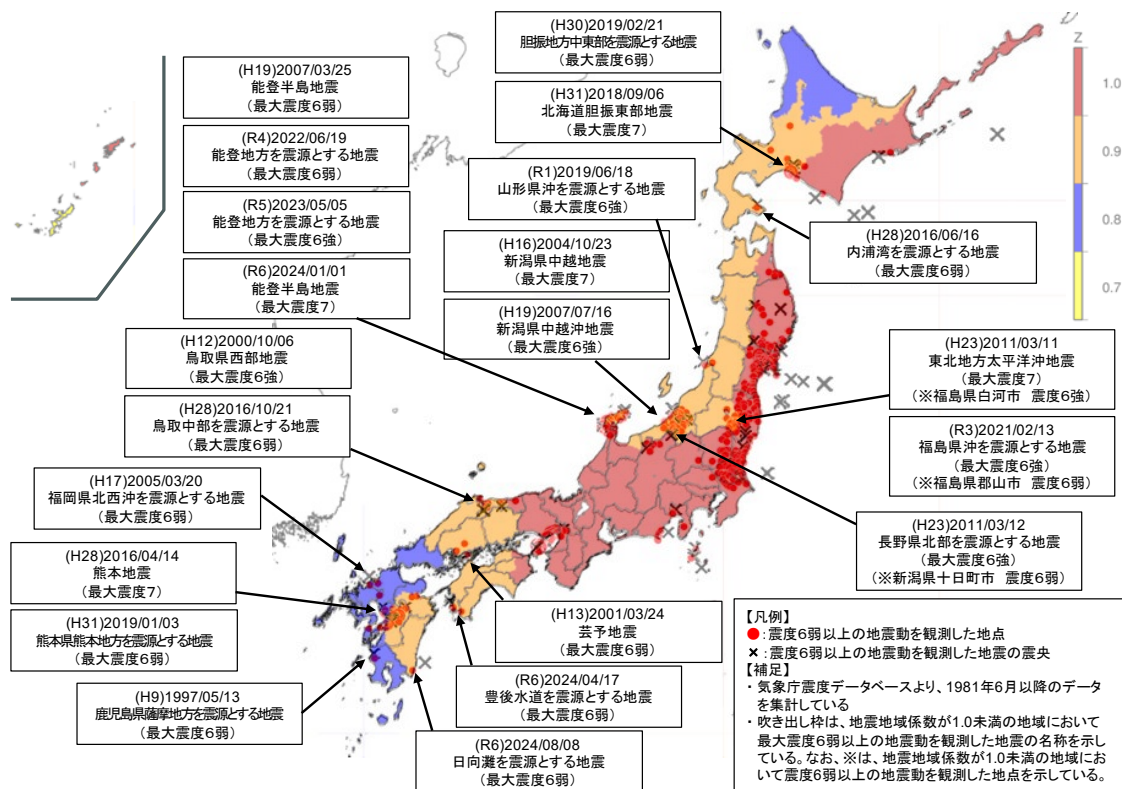 (H30)2019/02/21
胆振地方中東部を震源とする地震
(最大震度6弱)
(H31)2018/09/06
北海道胆振東部地震
(最大震度7)
(H19)2007/03/25
能登半島地震
(最大震度6弱)
(R4)2022/06/19
能登地方を震源とする地震
(最大震度6弱)
(R5)2023/05/05
能登地方を震源とする地震
(最大震度6強)
(R6)2024/01/01
能登半島地震
(最大震度7)
(R1)2019/06/18
山形県沖を震源とする地震
(最大震度6強)
(H16)2004/10/23
新潟県中越地震
(最大震度7)
(H19)2007/07/16
新潟県中越沖地震
(最大震度6強)
(H28)2016/06/16
内浦湾を震源とする地震
(最大震度6弱)
Z
1.0
0.9
0.8
0.7
(H12)2000/10/06
鳥取県西部地震
(最大震度6強)
(H28)2016/10/21
鳥取中部を震源とする地震
(最大震度6弱)
(H17)2005/03/20
福岡県北西沖を震源とする地震
(最大震度6弱)
(H28)2016/04/14
熊本地震
(最大震度7)
(H31)2019/01/03
熊本県熊本地方を震源とする地震
(最大震度6弱)
(H9)1997/05/13
鹿児島県薩摩地方を震源とする地震
(最大震度6弱)
(H23)2011/03/11
東北地方太平洋沖地震
(最大震度7)
(※福島県白河市 震度6強)
(R3)2021/02/13
福島県沖を震源とする地震
(最大震度6強)
(※福島県郡山市 震度6弱)
(H23)2011/03/12
長野県北部を震源とする地震
(最大震度6強)
(※新潟県十日町市 震度6弱)
(H13)2001/03/24
芸予地震
(最大震度6弱)
(R6)2024/04/17
豊後水道を震源とする地震
(最大震度6弱)
(R6)2024/08/08
日向灘を震源とする地震
(最大震度6弱)
【凡例】
●:震度6弱以上の地震動を観測した地点
×:震度6弱以上の地震動を観測した地震の震央
【補足】
・気象庁震度データベースより、1981年6月以降のデータ
を集計している
・吹き出し枠は、地震地域係数が1.0未満の地域において
最大震度6弱以上の地震動を観測した地震の名称を示し
ている。なお、※は、地震地域係数が1.0未満の地域にお
いて震度6弱以上の地震動を観測した地点を示している。